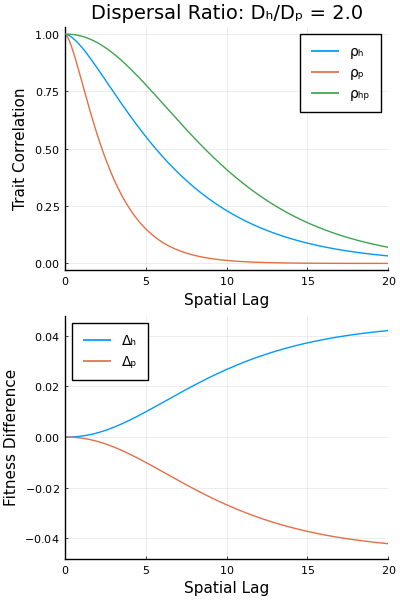 Dispersal Ratio: Dₕ/Dₚ = 2.0
1.00
0.75
0.50
0.25
0.00
Trait Correlation
ρₕ
ρₚ
ρₕₚ
0 5 10 15 20
Spatial Lag
0.04
0.02
0.00
−0.02
−0.04
Fitness Difference
Δₕ
Δₚ
0 5 10 15 20
Spatial Lag